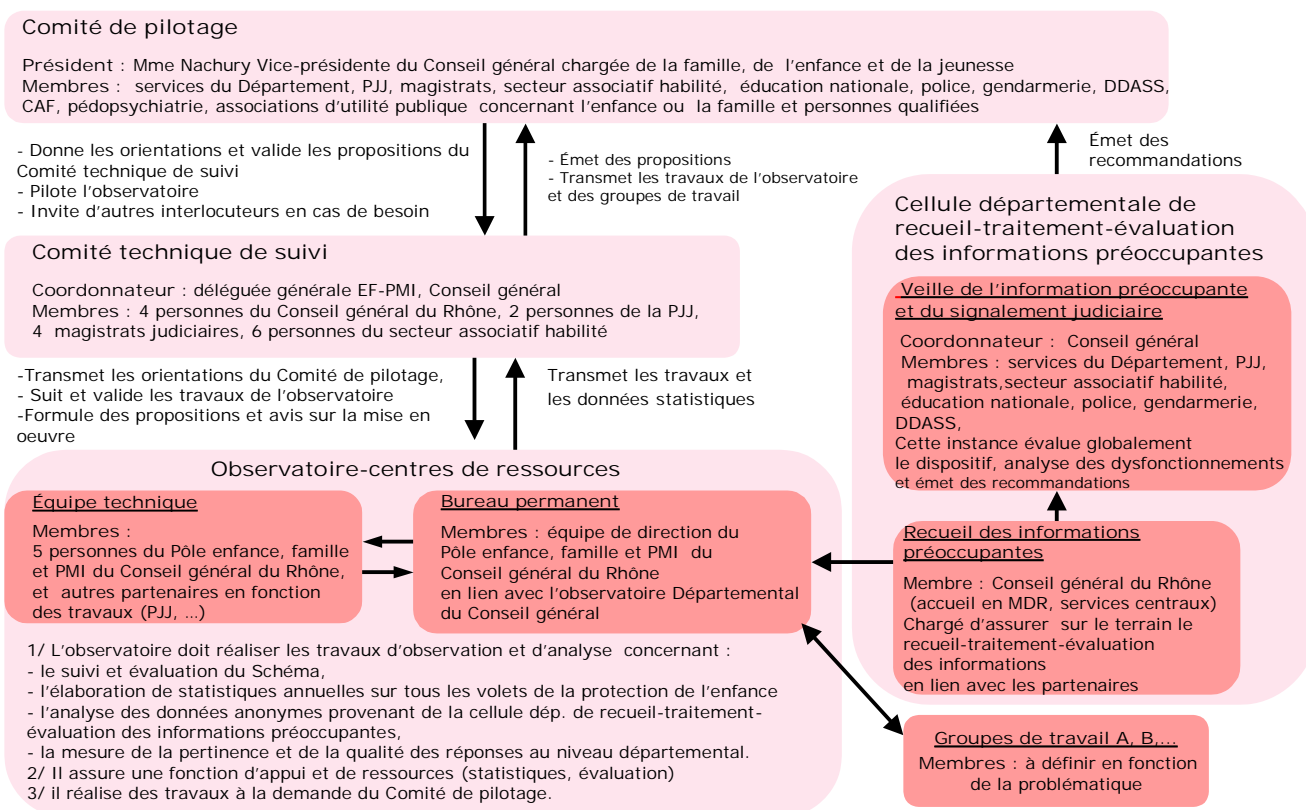 Comité de pilotage
Président : Mme Nachury Vice-présidente du Conseil général chargée de la famille, de l'enfance et de la jeunesse
Membres : services du Département, PJJ, magistrats, secteur associatif habilité, éducation nationale, police, gendarmerie, DDASS,
CAF, pédopsychiatrie, associations d'utilité publique concernant l'enfance ou la famille et personnes qualifiées
- Donne les orientations et valide les propositions du
Comité technique de suivi
- Pilote l'observatoire
- Invite d'autres interlocuteurs en cas de besoin
- Émet des propositions
- Transmet les travaux de l'observatoire
et des groupes de travail
Émet des
recommandations
Comité technique de suivi
Coordonnateur : déléguée générale EF-PMI, Conseil général
Membres : 4 personnes du Conseil général du Rhône, 2 personnes de la PJJ,
4 magistrats judiciaires, 6 personnes du secteur associatif habilité
-Transmet les orientations du Comité de pilotage,
- Suit et valide les travaux de l'observatoire
-Formule des propositions et avis sur la mise en
oeuvre
Transmet les travaux et
les données statistiques
Cellule départementale de
recueil-traitement-évaluation
des informations préoccupantes
Veille de l'information préoccupante
et du signalement judiciaire
Coordonnateur : Conseil général
Membres : services du Département, PJJ,
magistrats,secteur associatif habilité,
éducation nationale, police, gendarmerie,
DDASS,
Cette instance évalue globalement
le dispositif, analyse des dysfonctionnements
et émet des recommandations
Recueil des informations
préoccupantes
Membre : Conseil général du Rhône
(accueil en MDR, services centraux)
Chargé d'assurer sur le terrain le
recueil-traitement-évaluation
des informations
en lien avec les partenaires
Observatoire-centres de ressources
Équipe technique
Membres :
5 personnes du Pôle enfance, famille
et PMI du Conseil général du Rhône,
et autres partenaires en fonction
des travaux (PJJ, ...)
Bureau permanent
Membres : équipe de direction du
Pôle enfance, famille et PMI du
Conseil général du Rhône
en lien avec l'observatoire Départemental
du Conseil général
1/ L'observatoire doit réaliser les travaux d'observation et d'analyse concernant :
- le suivi et évaluation du Schéma,
- l'élaboration de statistiques annuelles sur tous les volets de la protection de l'enfance
- l'analyse des données anonymes provenant de la cellule dép. de recueil-traitement-
évaluation des informations préoccupantes,
- la mesure de la pertinence et de la qualité des réponses au niveau départemental.
2/ Il assure une fonction d'appui et de ressources (statistiques, évaluation)
3/ il réalise des travaux à la demande du Comité de pilotage.
Groupes de travail A, B,...
Membres : à définir en fonction
de la problématique